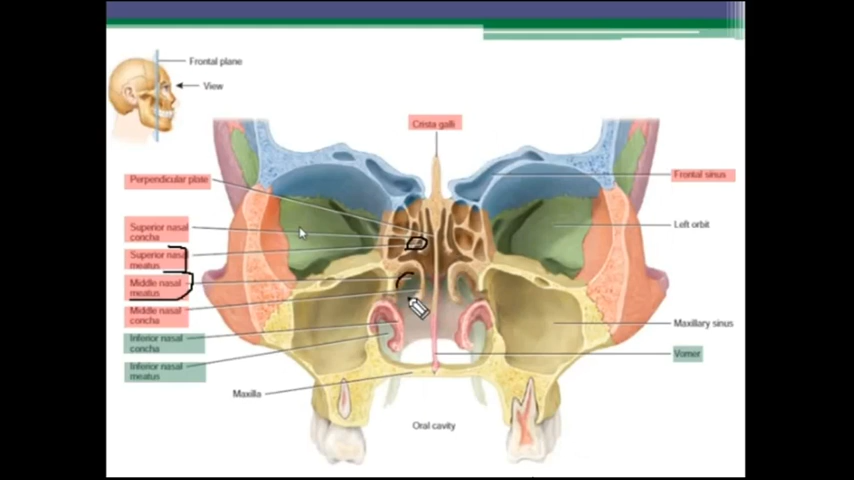 Frontal plane
View
Crista galli
Perpendicular plate
Frontal sinus
Superior nasal
concha
Left orbit
Superior nasal
meatus
Middle nasal
meatus
Middle nasal
concha
Maxillary sinus
Inferior nasal
concha
Vomer
Inferior nasal
meatus
Maxilla
Oral cavity